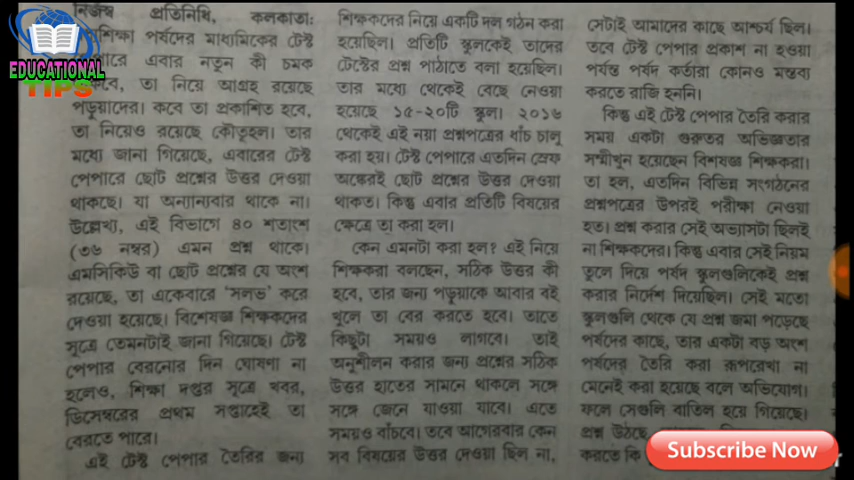 EDUCATIONAL
TIPS
নিজস্ব প্রতিনিধি, কলকাতা:
শিক্ষা পর্ষদের মাধ্যমিকের টেস্ট
এবার নতুন কী চমক
তা নিয়ে আগ্রহ রয়েছে
পড়ুয়াদের। কবে তা প্রকাশিত হবে,
তা নিয়েও রয়েছে কৌতূহল। তার
মধ্যে জানা গিয়েছে, এবারের টেস্ট
পেপারে ছোট প্রশ্নের উত্তর দেওয়া
থাকছে। যা অন্যান্যবার থাকে না।
উল্লেখ্য, এই বিভাগে ৪০ শতাংশ
(৩৬ নম্বর) এমন প্রশ্ন থাকে।
এমসিকিউ বা ছোট প্রশ্নের যে অংশ
রয়েছে, তা একেবারে 'সলভ' করে
দেওয়া হয়েছে। বিশেষজ্ঞ শিক্ষকদের
সূত্রে তেমনটাই জানা গিয়েছে। টেস্ট
পেপার বেরনোর দিন ঘোষণা না
হলেও, শিক্ষা দপ্তর সূত্রে খবর,
ডিসেম্বরের প্রথম সপ্তাহেই তা
বেরতে পারে।
এই টেস্ট পেপার তৈরির জন্য
শিক্ষকদের নিয়ে একটি দল গঠন করা
হয়েছিল। প্রতিটি স্কুলকেই তাদের
টেস্টের প্রশ্ন পাঠাতে বলা হয়েছিল।
তার মধ্যে থেকেই বেছে নেওয়া
হয়েছে ১৫-২০টি স্কুল। ২০১৬
থেকেই এই নয়া প্রশ্নপত্রের ধাঁচ চালু
করা হয়। টেস্ট পেপারে এতদিন স্রেফ
অঙ্কেরই ছোট প্রশ্নের উত্তর দেওয়া
থাকত। কিন্তু এবার প্রতিটি বিষয়ের
ক্ষেত্রে তা করা হল।
কেন এমনটা করা হল? এই নিয়ে
শিক্ষকরা বলছেন, সঠিক উত্তর কী
হবে, তার জন্য পড়ুয়াকে আবার বই
খুলে তা বের করতে হবে। তাতে
কিছুটা সময়ও লাগবে। তাই
অনুশীলন করার জন্য প্রশ্নের সঠিক
উত্তর হাতের সামনে থাকলে সঙ্গে
সঙ্গে জেনে যাওয়া যাবে। এতে
সময়ও বাঁচবে। তবে আগেরবার কেন
সব বিষয়ের উত্তর দেওয়া ছিল না,
সেটাই আমাদের কাছে আশ্চর্য ছিল।
তবে টেস্ট পেপার প্রকাশ না হওয়া
পর্যন্ত পর্ষদ কর্তারা কোনও মন্তব্য
করতে রাজি হননি।
কিন্তু এই টেস্ট পেপার তৈরি করার
সময় একটা গুরুতর অভিজ্ঞতার
সম্মুখীন হয়েছেন বিশেষজ্ঞ শিক্ষকরা।
তা হল, এতদিন বিভিন্ন সংগঠনের
প্রশ্নপত্রের উপরই পরীক্ষা নেওয়া
হত। প্রশ্ন করার সেই অভ্যাসটা ছিলই
না শিক্ষকদের। কিন্তু এবার সেই নিয়ম
তুলে দিয়ে পর্ষদ স্কুলগুলিকেই প্রশ্ন
করার নির্দেশ দিয়েছিল। সেই মতো
স্কুলগুলি থেকে যে প্রশ্ন জমা পড়েছে
পর্ষদের কাছে, তার একটা বড় অংশ
পর্ষদের তৈরি করা রূপরেখা না
মেনেই করা হয়েছে বলে অভিযোগ।
ফলে সেগুলি বাতিল হয়ে গিয়েছে।
প্রশ্ন উঠছে,
করতে কি
Subscribe Now